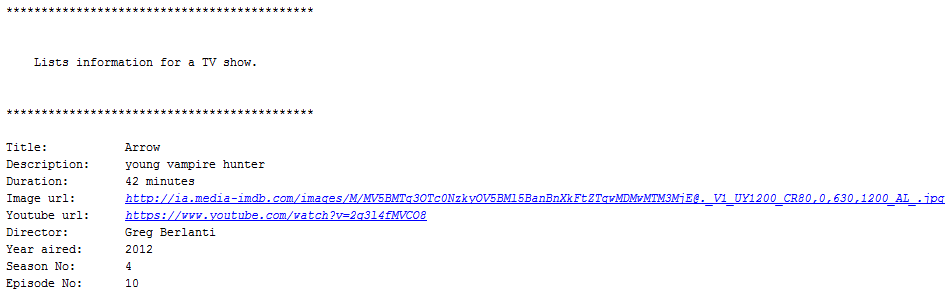 ********************************************
Lists information for a TV show.
********************************************
Title: Arrow
Description: young vampire hunter
Duration: 42 minutes
Image url: http://ia.media-imdb.com/images/M/MV5BMTg3OTc0NzkyOV5BMl5BanBnXkFtZTgwMDMwMTM3MjE@._V1_UY1200_CR80,0,630,1200_AL_.jpg
Youtube url: https://www.youtube.com/watch?v=2g3l4fMVCO8
Director: Greg Berlanti
Year aired: 2012
Season No: 4
Episode No: 10